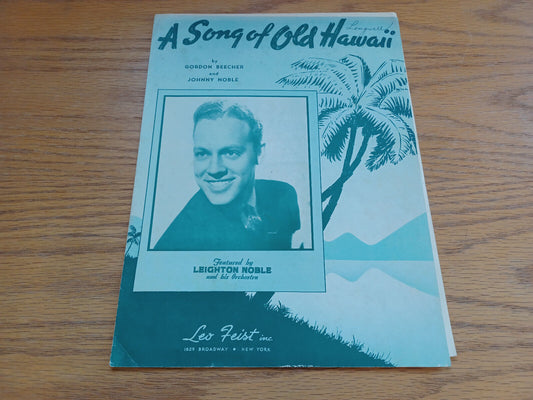 A Song of Old Hawaii
by
GORDON BEECHER
and
JOHNNY NOBLE
Featured by
LEIGHTON NOBLE
and his Orchestra
Leo Feist inc.
1629 BROADWAY • NEW YORK